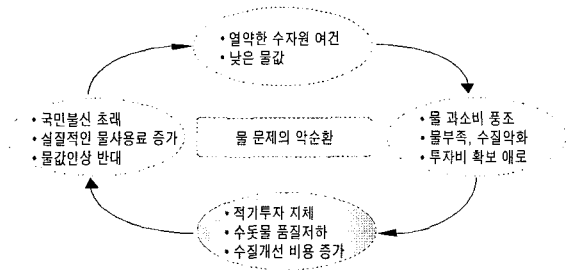 • 열악한 수자원 여건
• 낮은 물값
• 국민불신 초래
• 실질적인 물사용료 증가
• 물값인상 반대
물 문제의 악순환
• 물 과소비 풍조
• 물부족, 수질악화
• 투자비 확보 애로
• 적기투자 지체
• 수돗물 품질저하
• 수질개선 비용 증가